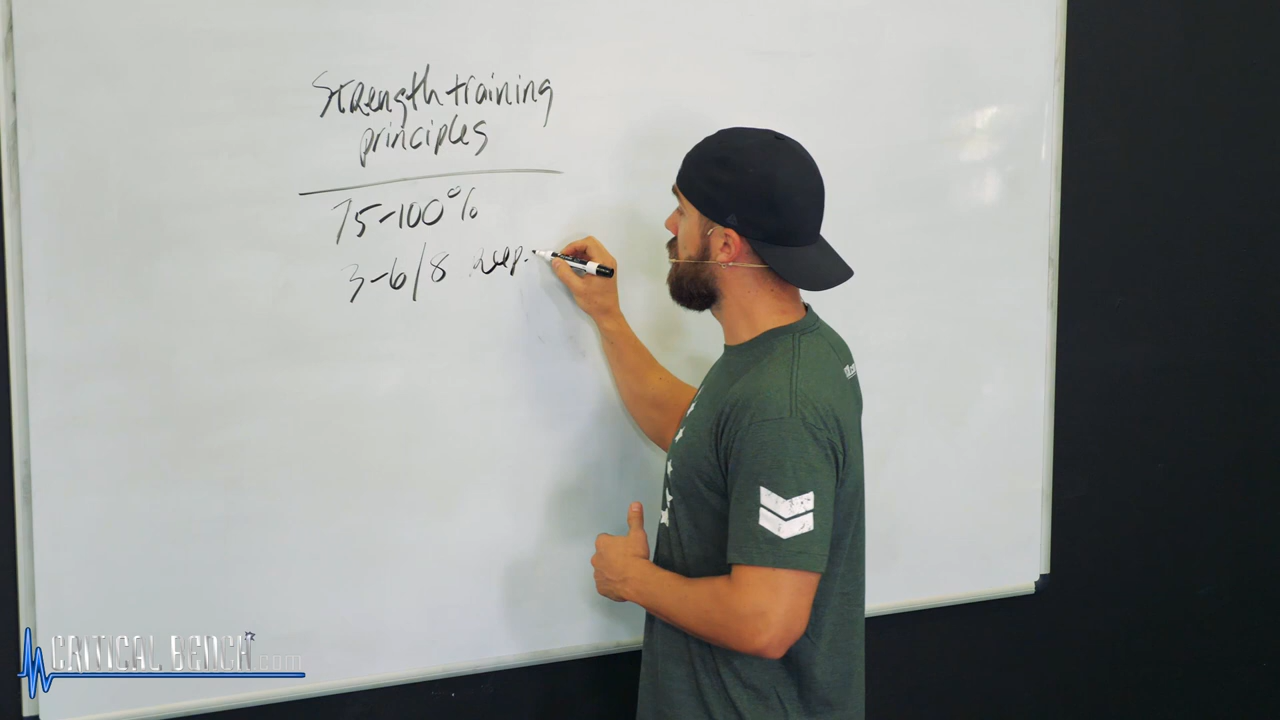 Strength training
principles
75-100%
3-6/8 Rep.
CRITICAL BENCH.com